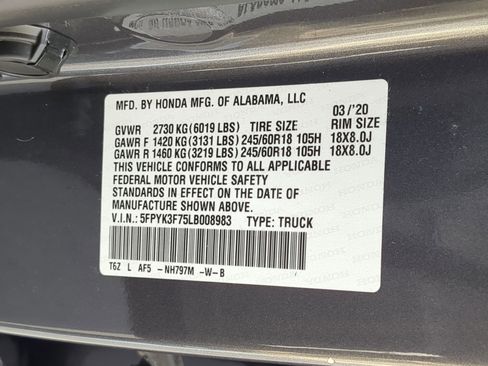 MFD. BY HONDA MFG. OF ALABAMA, LLC
03 /'20
GVWR 2730 KG(6019 LBS) TIRE SIZE RIM SIZE
GAWR F 1420 KG(3131 LBS) 245/60R18 105H 18X8.0J
GAWR R 1460 KG(3219 LBS) 245/60R18 105H 18X8.0J
THIS VEHICLE CONFORMS TO ALL APPLICABLE
FEDERAL MOTOR VEHICLE SAFETY
STANDARDS IN EFFECT ON THE DATE OF
MANUFACTURE SHOWN ABOVE.
V.I.N.: 5FPYK3F75LB008983 TYPE: TRUCK
T6Z L AF5 -NH797M -W-B